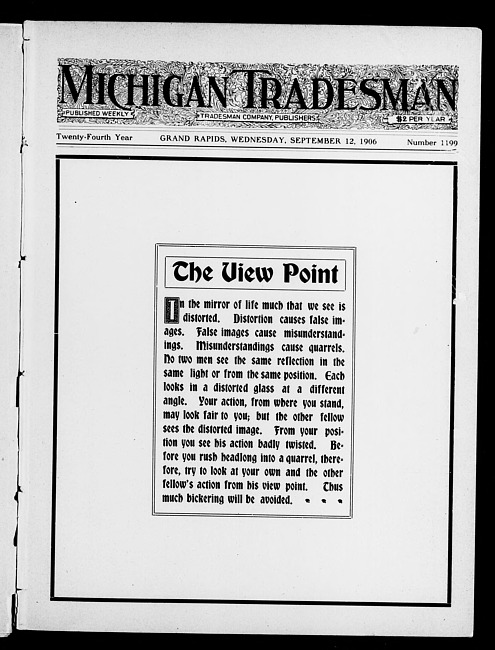 MICHIGAN TRADESMAN
PUBLISHED WEEKLY
TRADESMAN COMPANY, PUBLISHERS
$2 PER YEAR
Twenty-Fourth Year GRAND RAPIDS, WEDNESDAY, SEPTEMBER 12, 1906 Number 1199
The View Point
In the mirror of life much that we see is
distorted. Distortion causes false im-
ages. False images cause misunderstand-
ings. Misunderstandings cause quarrels.
No two men see the same reflection in the
same light or from the same position. Each
looks in a distorted glass at a different
angle. Your action, from where you stand,
may look fair to you; but the other fellow
sees the distorted image. From your posi-
tion you see his action badly twisted. Be-
fore you rush headlong into a quarrel, there-
fore, try to look at your own and the other
fellow's action from his view point. Thus
much bickering will be avoided.